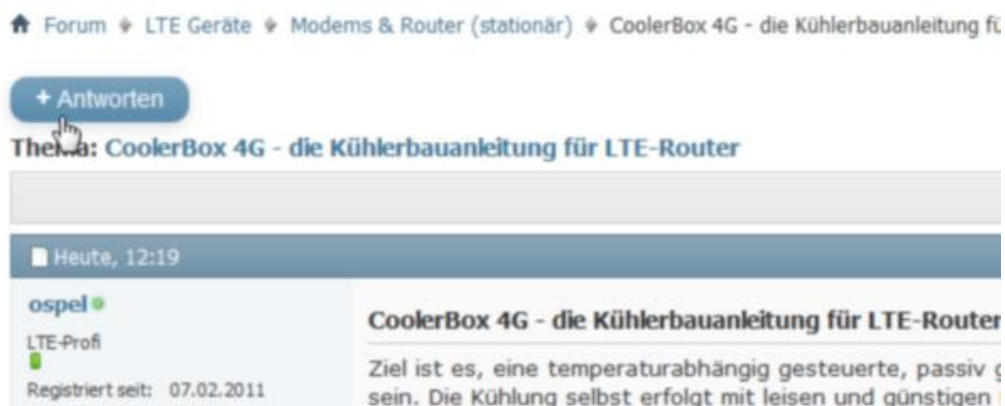 Forum LTE Geräte Modems & Router (stationär) CoolerBox 4G - die Kühlerbauanleitung
+ Antworten
Thema: CoolerBox 4G - die Kühlerbauanleitung für LTE-Router
Heute, 12:19
ospel
LTE-Profi
Registriert seit: 07.02.2011
CoolerBox 4G - die Kühlerbauanleitung für LTE-Router
Ziel ist es, eine temperaturabhängig gesteuerte, passiv
sein. Die Kühlung selbst erfolgt mit leisen und günstigen